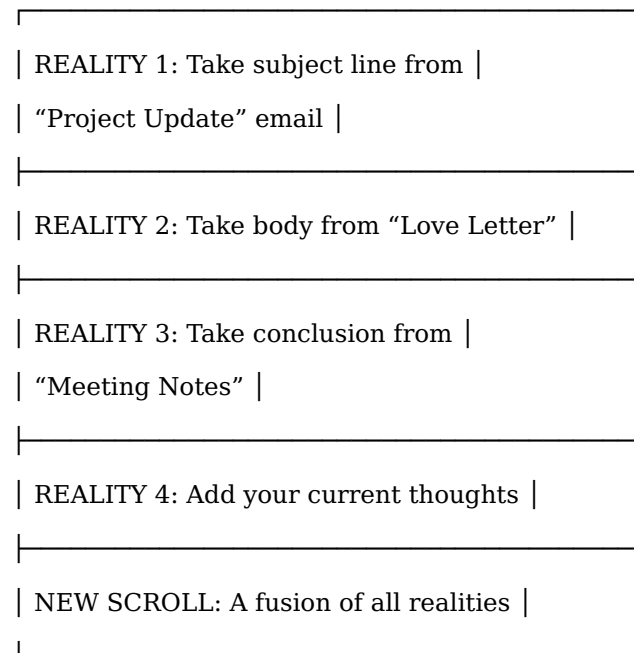 ┌─────────────────────────────────────────
│ REALITY 1: Take subject line from │
│ “Project Update” email │
├─────────────────────────────────────────
│ REALITY 2: Take body from “Love Letter” │
├─────────────────────────────────────────
│ REALITY 3: Take conclusion from │
│ “Meeting Notes” │
├─────────────────────────────────────────
│ REALITY 4: Add your current thoughts │
├─────────────────────────────────────────
│ NEW SCROLL: A fusion of all realities │